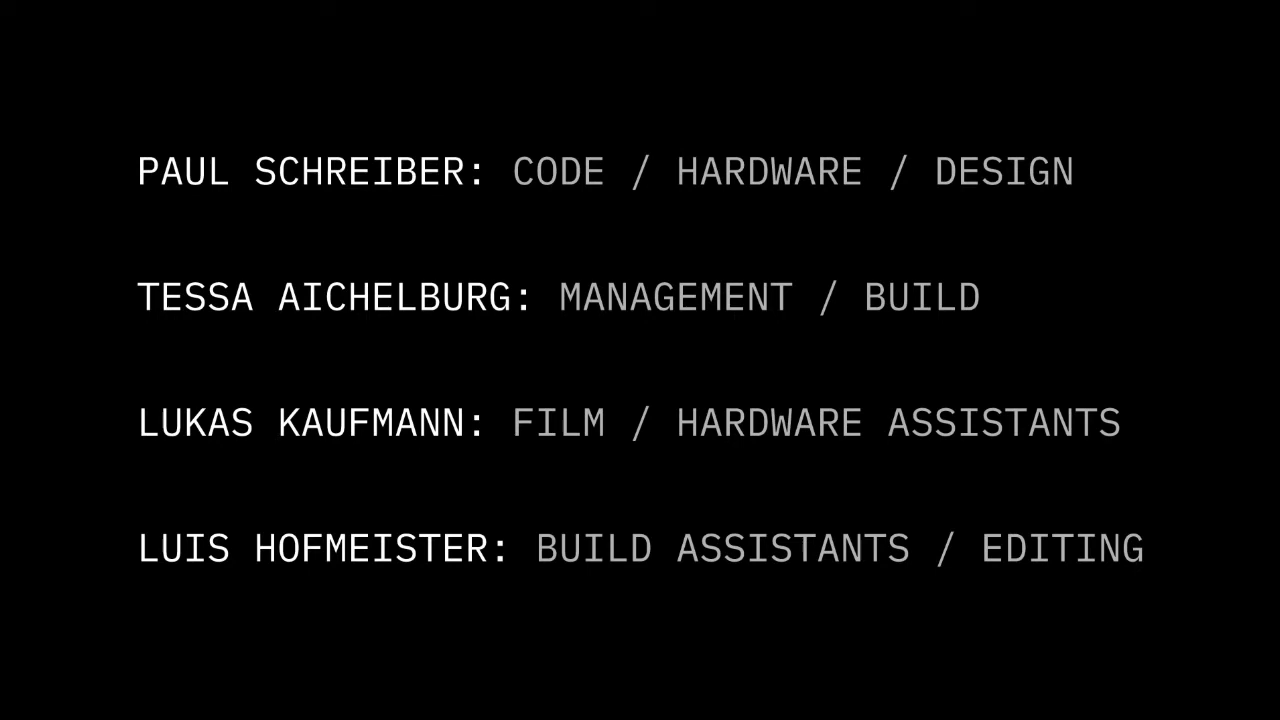 PAUL SCHREIBER: CODE / HARDWARE / DESIGN
TESSA AICHELBURG: MANAGEMENT / BUILD
LUKAS KAUFMANN: FILM / HARDWARE ASSISTANTS
LUIS HOFMEISTER: BUILD ASSISTANTS / EDITING